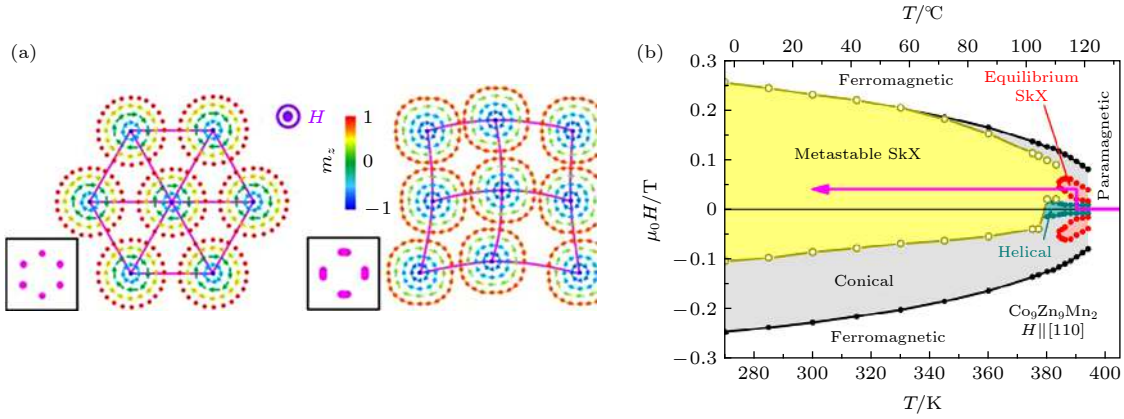 (a)
H
1
0
−1
m_z
(b)
T/°C
0 20 40 60 80 100 120
0.3
0.2
0.1
0
−0.1
−0.2
−0.3
μ₀H/T
Ferromagnetic
Equilibrium
SkX
Paramagnetic
Metastable SkX
Helical
Conical
Co₉Zn₉Mn₂
H||[110]
Ferromagnetic
280 300 320 340 360 380 400
T/K